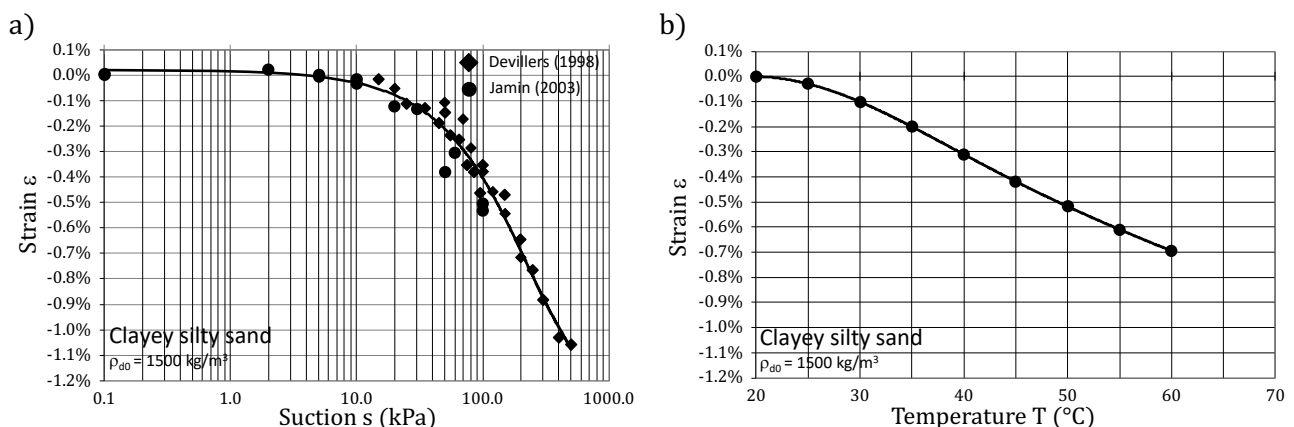 a)
0.1%
0.0%
-0.1%
-0.2%
-0.3%
-0.4%
-0.5%
-0.6%
-0.7%
-0.8%
-0.9%
-1.0%
-1.1%
-1.2%
Strain ε
Devillers (1998)
Jamin (2003)
Clayey silty sand
ρd0 = 1500 kg/m³
0.1 1.0 10.0 100.0 1000.0
Suction s (kPa)
b)
0.1%
0.0%
-0.1%
-0.2%
-0.3%
-0.4%
-0.5%
-0.6%
-0.7%
-0.8%
-0.9%
-1.0%
-1.1%
-1.2%
Strain ε
Clayey silty sand
ρd0 = 1500 kg/m³
20 30 40 50 60 70
Temperature T (°C)